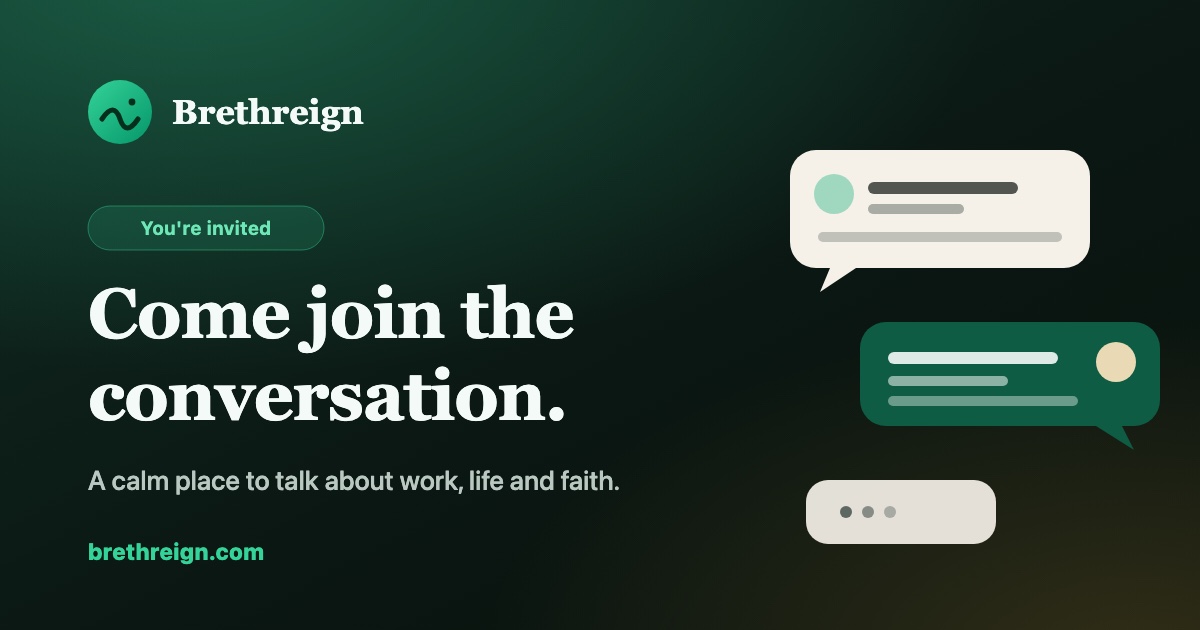 Brethreign
You're invited
Come join the
conversation.
A calm place to talk about work, life and faith.
brethreign.com